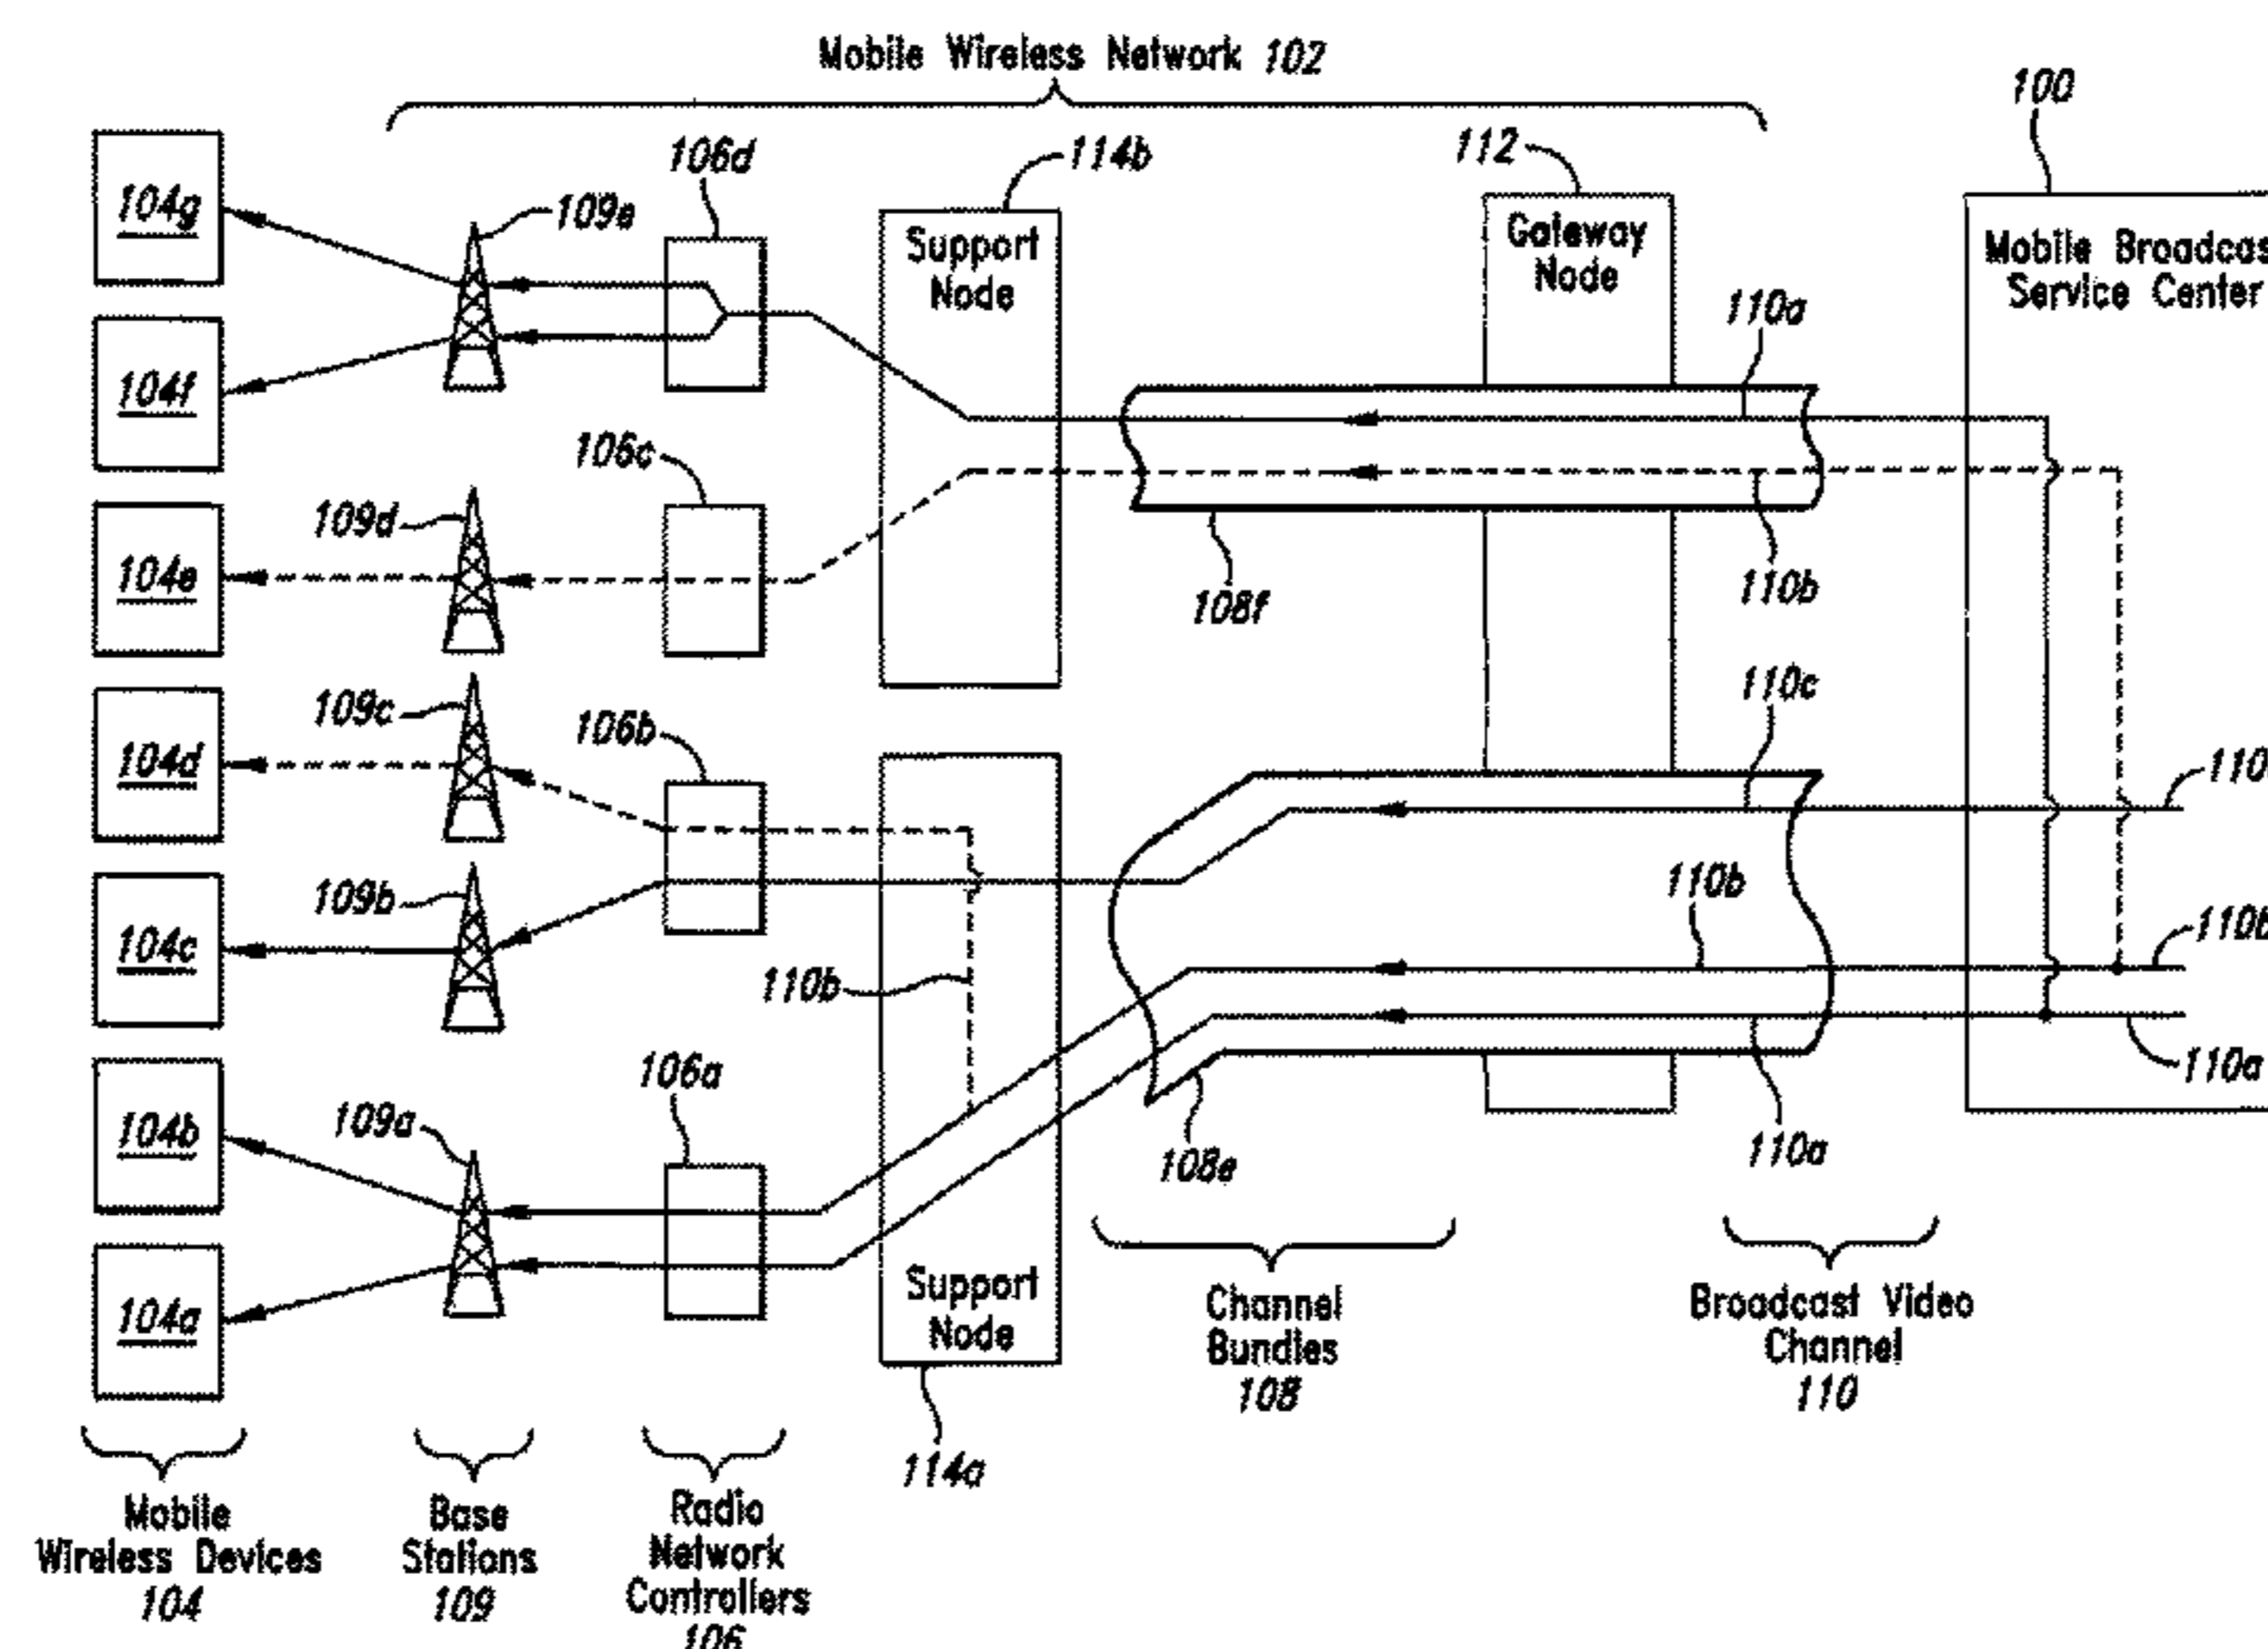 Mobile Wireless Network 102
100
106d
114b
112
104g
109e
Support
Node
Gateway
Node
Mobile Broadcas
Service Center
110a
104f
106c
109d
104e
108f
110b
109c
110c
106b
104d
110
109b
110b
104c
110b
110b
106a
110a
104b
109a
108e
110a
104a
Support
Node
Channel
Bundles
108
Broadcast Video
Channel
110
114a
Mobile
Wireless Devices
104
Base
Stations
109
Radio
Network
Controllers
106